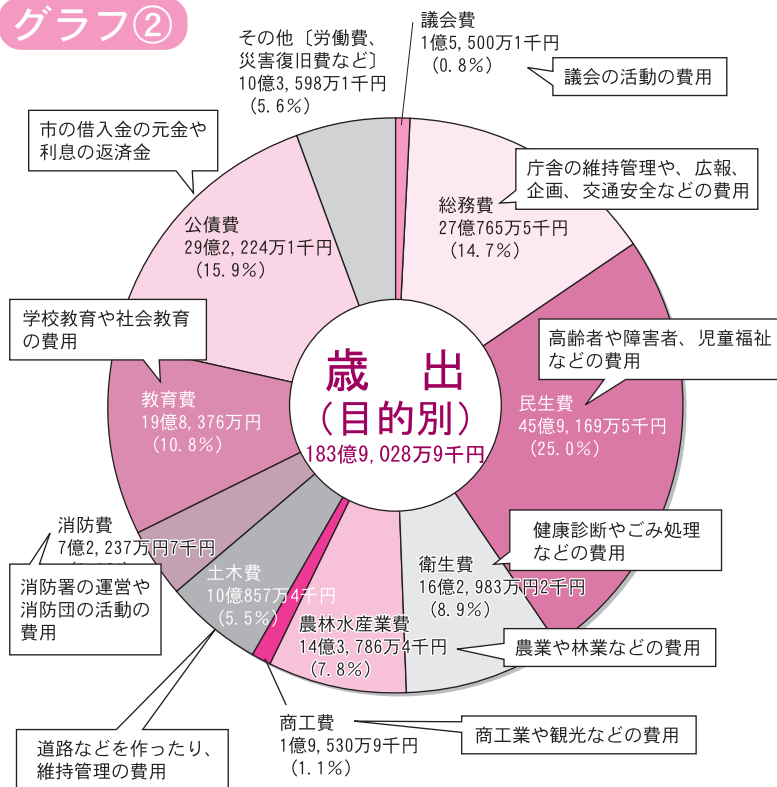 グラフ②
議会費
1億5,500万1千円
(0.8%)
議会の活動の費用
その他〔労働費、
災害復旧費など〕
10億3,598万1千円
(5.6%)
市の借入金の元金や
利息の返済金
庁舎の維持管理や、広報、
企画、交通安全などの費用
総務費
27億765万5千円
(14.7%)
公債費
29億2,224万1千円
(15.9%)
学校教育や社会教育
の費用
高齢者や障害者、児童福祉
などの費用
歳 出
(目的別)
183億9,028万9千円
教育費
19億8,376万円
(10.8%)
民生費
45億9,169万5千円
(25.0%)
消防費
7億2,237万円7千円
健康診断やごみ処理
などの費用
衛生費
16億2,983万円2千円
(8.9%)
消防署の運営や
消防団の活動の
費用
土木費
10億857万4千円
(5.5%)
農林水産業費
14億3,786万4千円
(7.8%)
農業や林業などの費用
商工費
1億9,530万9千円
(1.1%)
商工業や観光などの費用
道路などを作ったり、
維持管理の費用